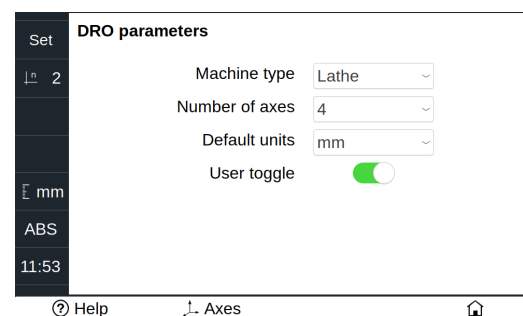 Set
DRO parameters
n 2
Machine type Lathe
Number of axes 4
Default units mm
User toggle
mm
ABS
11:53
? Help Axes